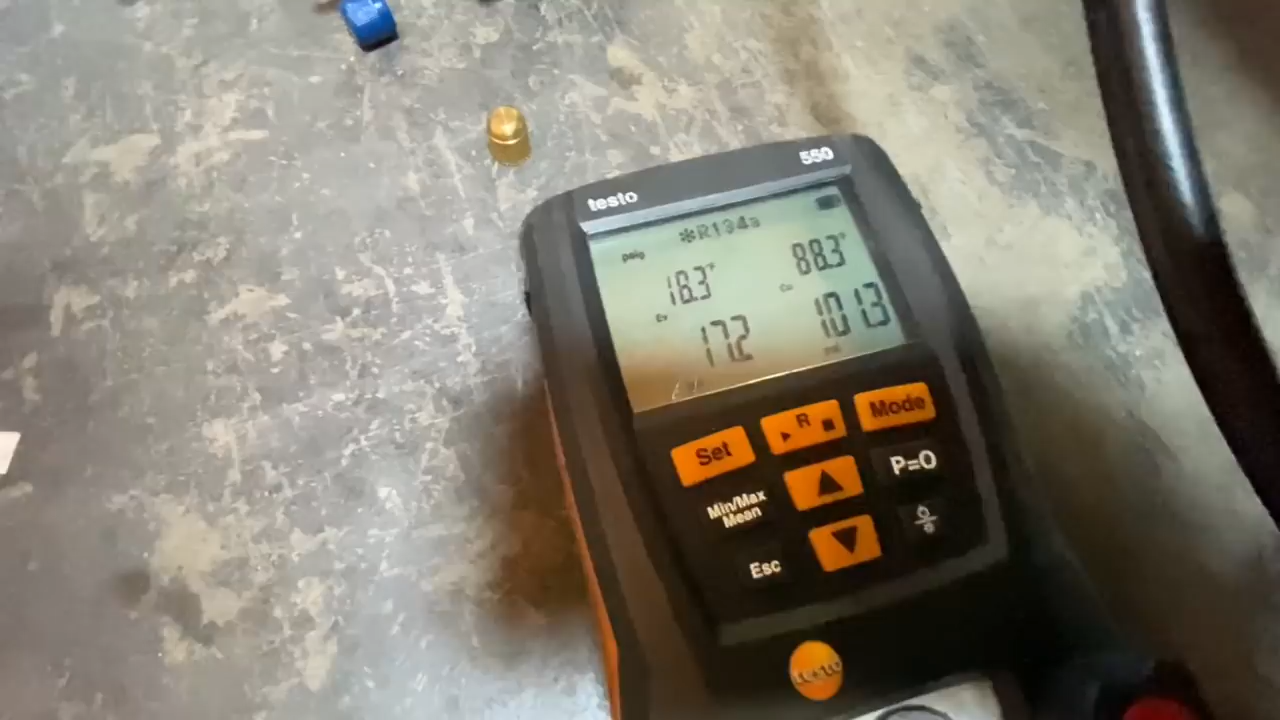 testo 550
*R134a
psig
18.3°F 88.3°F
Ev Co
17.2 101.3
Set R Mode
Min/Max P=0
Mean
Esc
testo